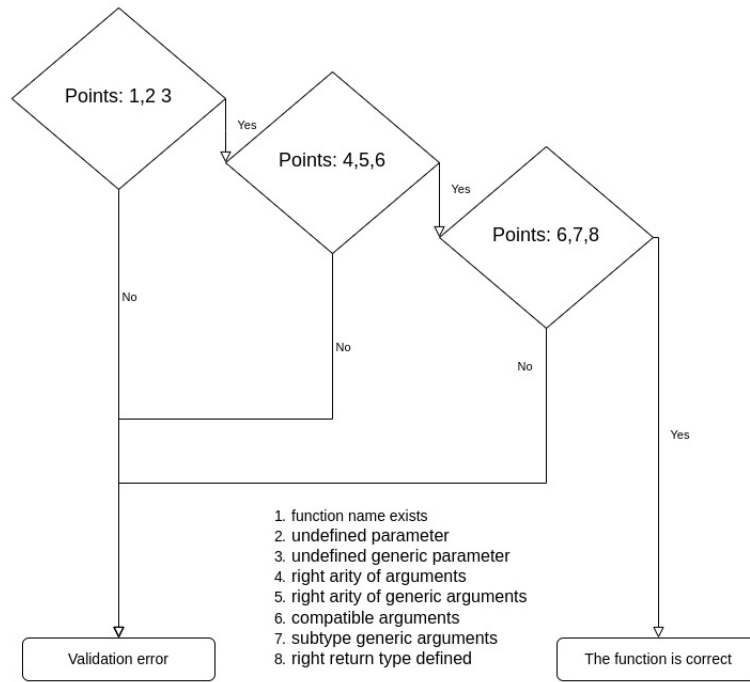 Points: 1,2 3
Yes
Points: 4,5,6
Yes
Points: 6,7,8
No
No
No
Yes
1. function name exists
2. undefined parameter
3. undefined generic parameter
4. right arity of arguments
5. right arity of generic arguments
6. compatible arguments
7. subtype generic arguments
8. right return type defined
Validation error
The function is correct